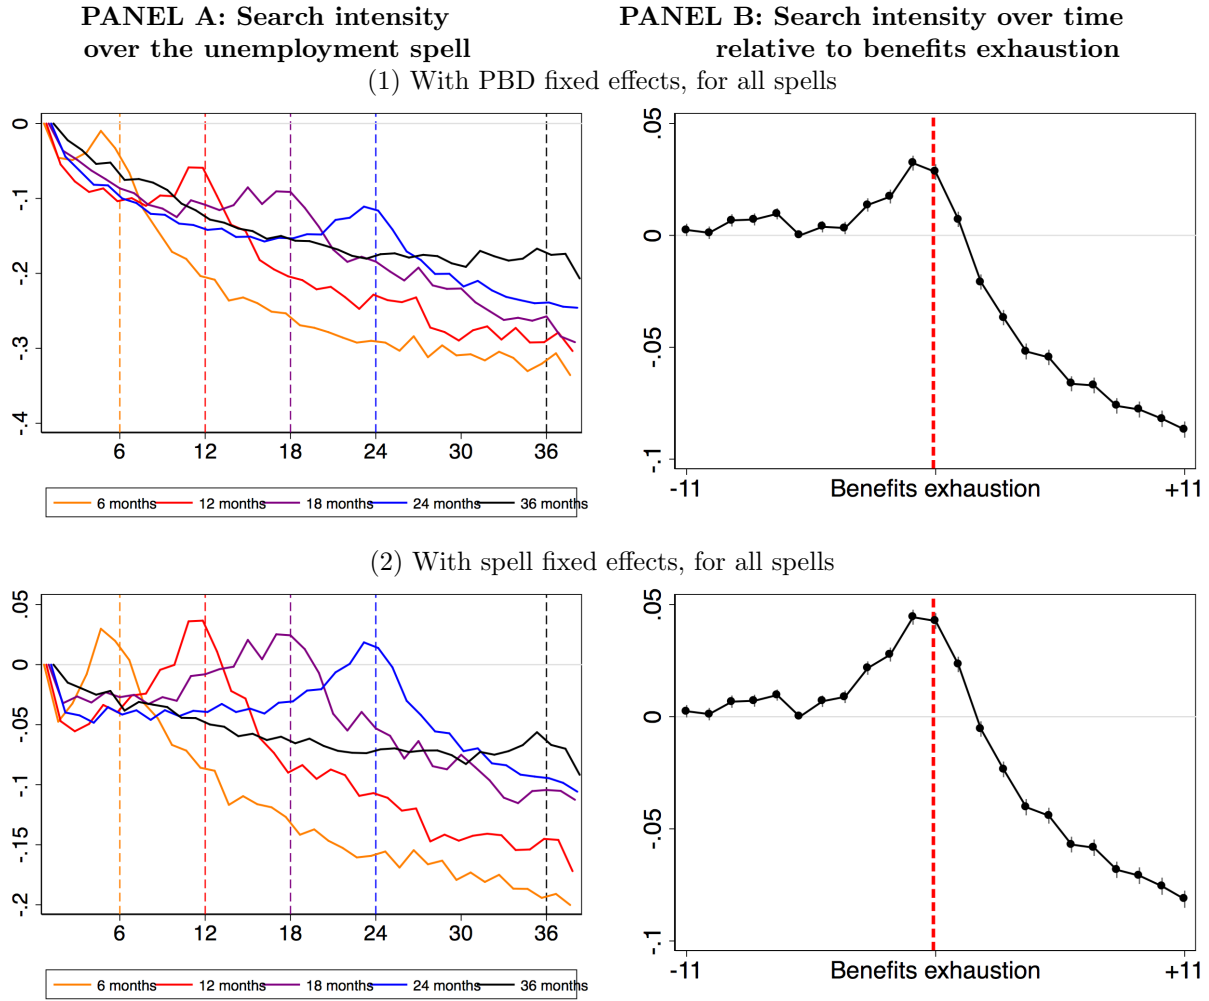 PANEL A: Search intensity
over the unemployment spell
PANEL B: Search intensity over time
relative to benefits exhaustion
(1) With PBD fixed effects, for all spells
0
-.1
-.2
-.3
-.4
6 12 18 24 30 36
6 months 12 months 18 months 24 months 36 months
.05
0
-.05
-.1
-11 Benefits exhaustion +11
(2) With spell fixed effects, for all spells
.05
0
-.05
-.1
-.15
-.2
6 12 18 24 30 36
6 months 12 months 18 months 24 months 36 months
.05
0
-.05
-.1
-11 Benefits exhaustion +11